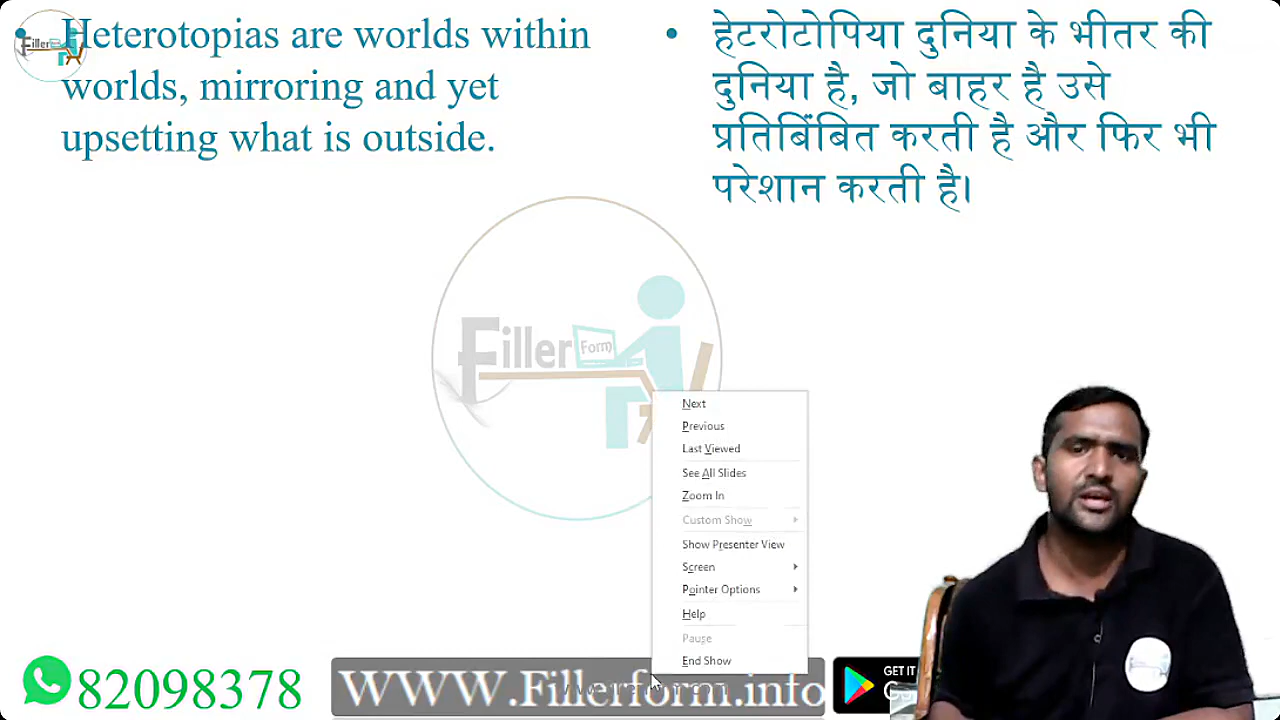 Filler
• Heterotopias are worlds within
worlds, mirroring and yet
upsetting what is outside.
• हेटरोटोपिया दुनिया के भीतर की
दुनिया है, जो बाहर है उसे
प्रतिबिंबित करती है और फिर भी
परेशान करती है।
Filler Form
Next
Previous
Last Viewed
See All Slides
Zoom In
Custom Show
Show Presenter View
Screen
Pointer Options
Help
Pause
End Show
82098378
WWW.Fillerform.info
GET IT